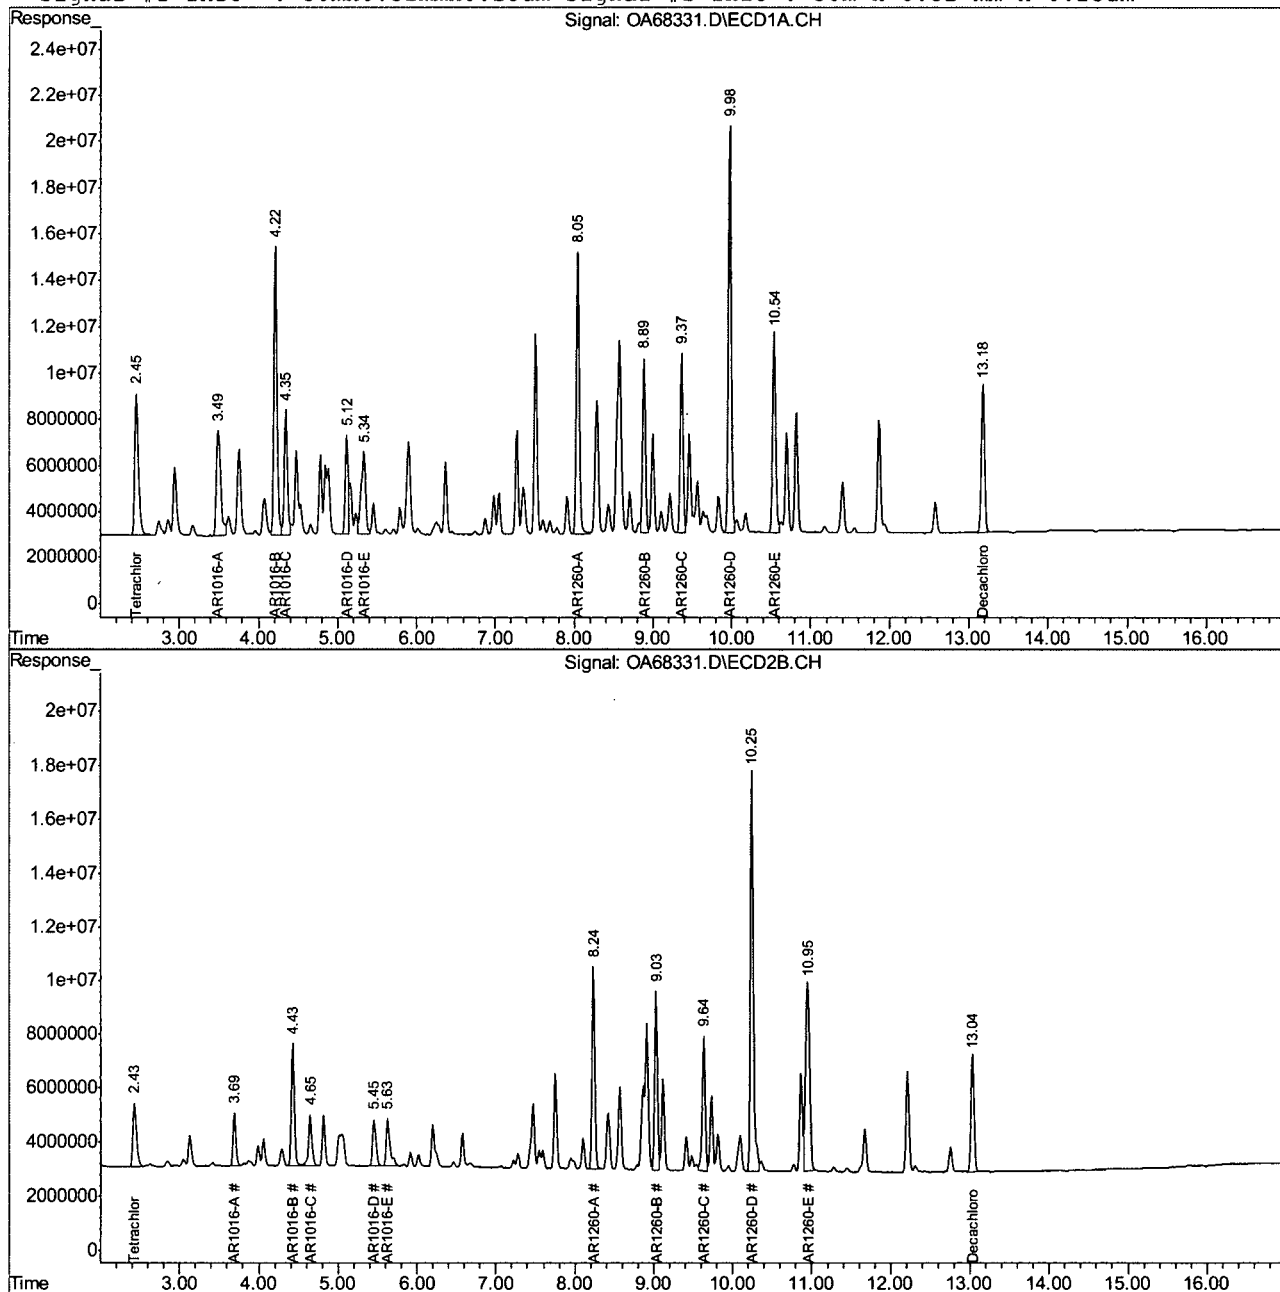 Response_
Signal: OA68331.D\ECD1A.CH
2.4e+07
2.2e+07
2e+07
1.8e+07
1.6e+07
1.4e+07
1.2e+07
1e+07
8000000
6000000
4000000
2000000
0
2.45
3.49
4.22
4.35
5.12
5.34
8.05
8.89
9.37
9.98
10.54
13.18
Tetrachlor
AR1016-A
AR1016-B
AR1016-C
AR1016-D
AR1016-E
AR1260-A
AR1260-B
AR1260-C
AR1260-D
AR1260-E
Decachloro
Time
3.00 4.00 5.00 6.00 7.00 8.00 9.00 10.00 11.00 12.00 13.00 14.00 15.00 16.00
Response_
Signal: OA68331.D\ECD2B.CH
2e+07
1.8e+07
1.6e+07
1.4e+07
1.2e+07
1e+07
8000000
6000000
4000000
2000000
0
2.43
3.69
4.43
4.65
5.45
5.63
8.24
9.03
9.64
10.25
10.95
13.04
Tetrachlor
AR1016-A #
AR1016-B #
AR1016-C #
AR1016-D #
AR1016-E #
AR1260-A #
AR1260-B #
AR1260-C #
AR1260-D #
AR1260-E #
Decachloro
Time
3.00 4.00 5.00 6.00 7.00 8.00 9.00 10.00 11.00 12.00 13.00 14.00 15.00 16.00